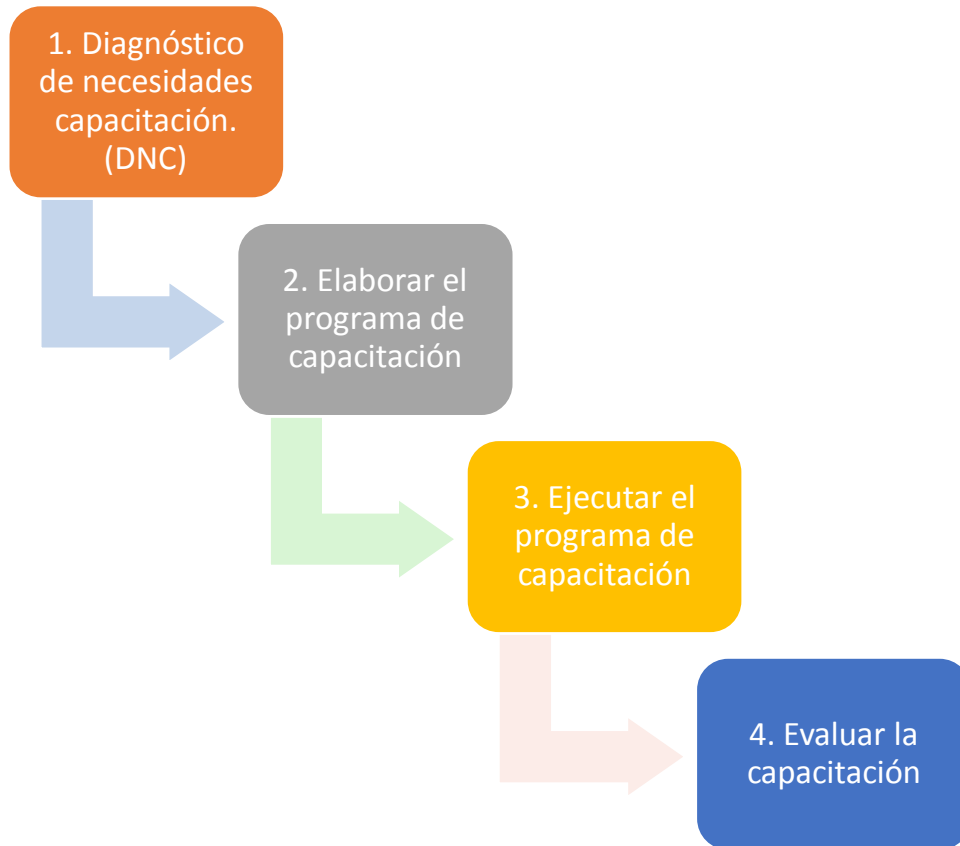 1. Diagnóstico
de necesidades
capacitación.
(DNC)
2. Elaborar el
programa de
capacitación
3. Ejecutar el
programa de
capacitación
4. Evaluar la
capacitación